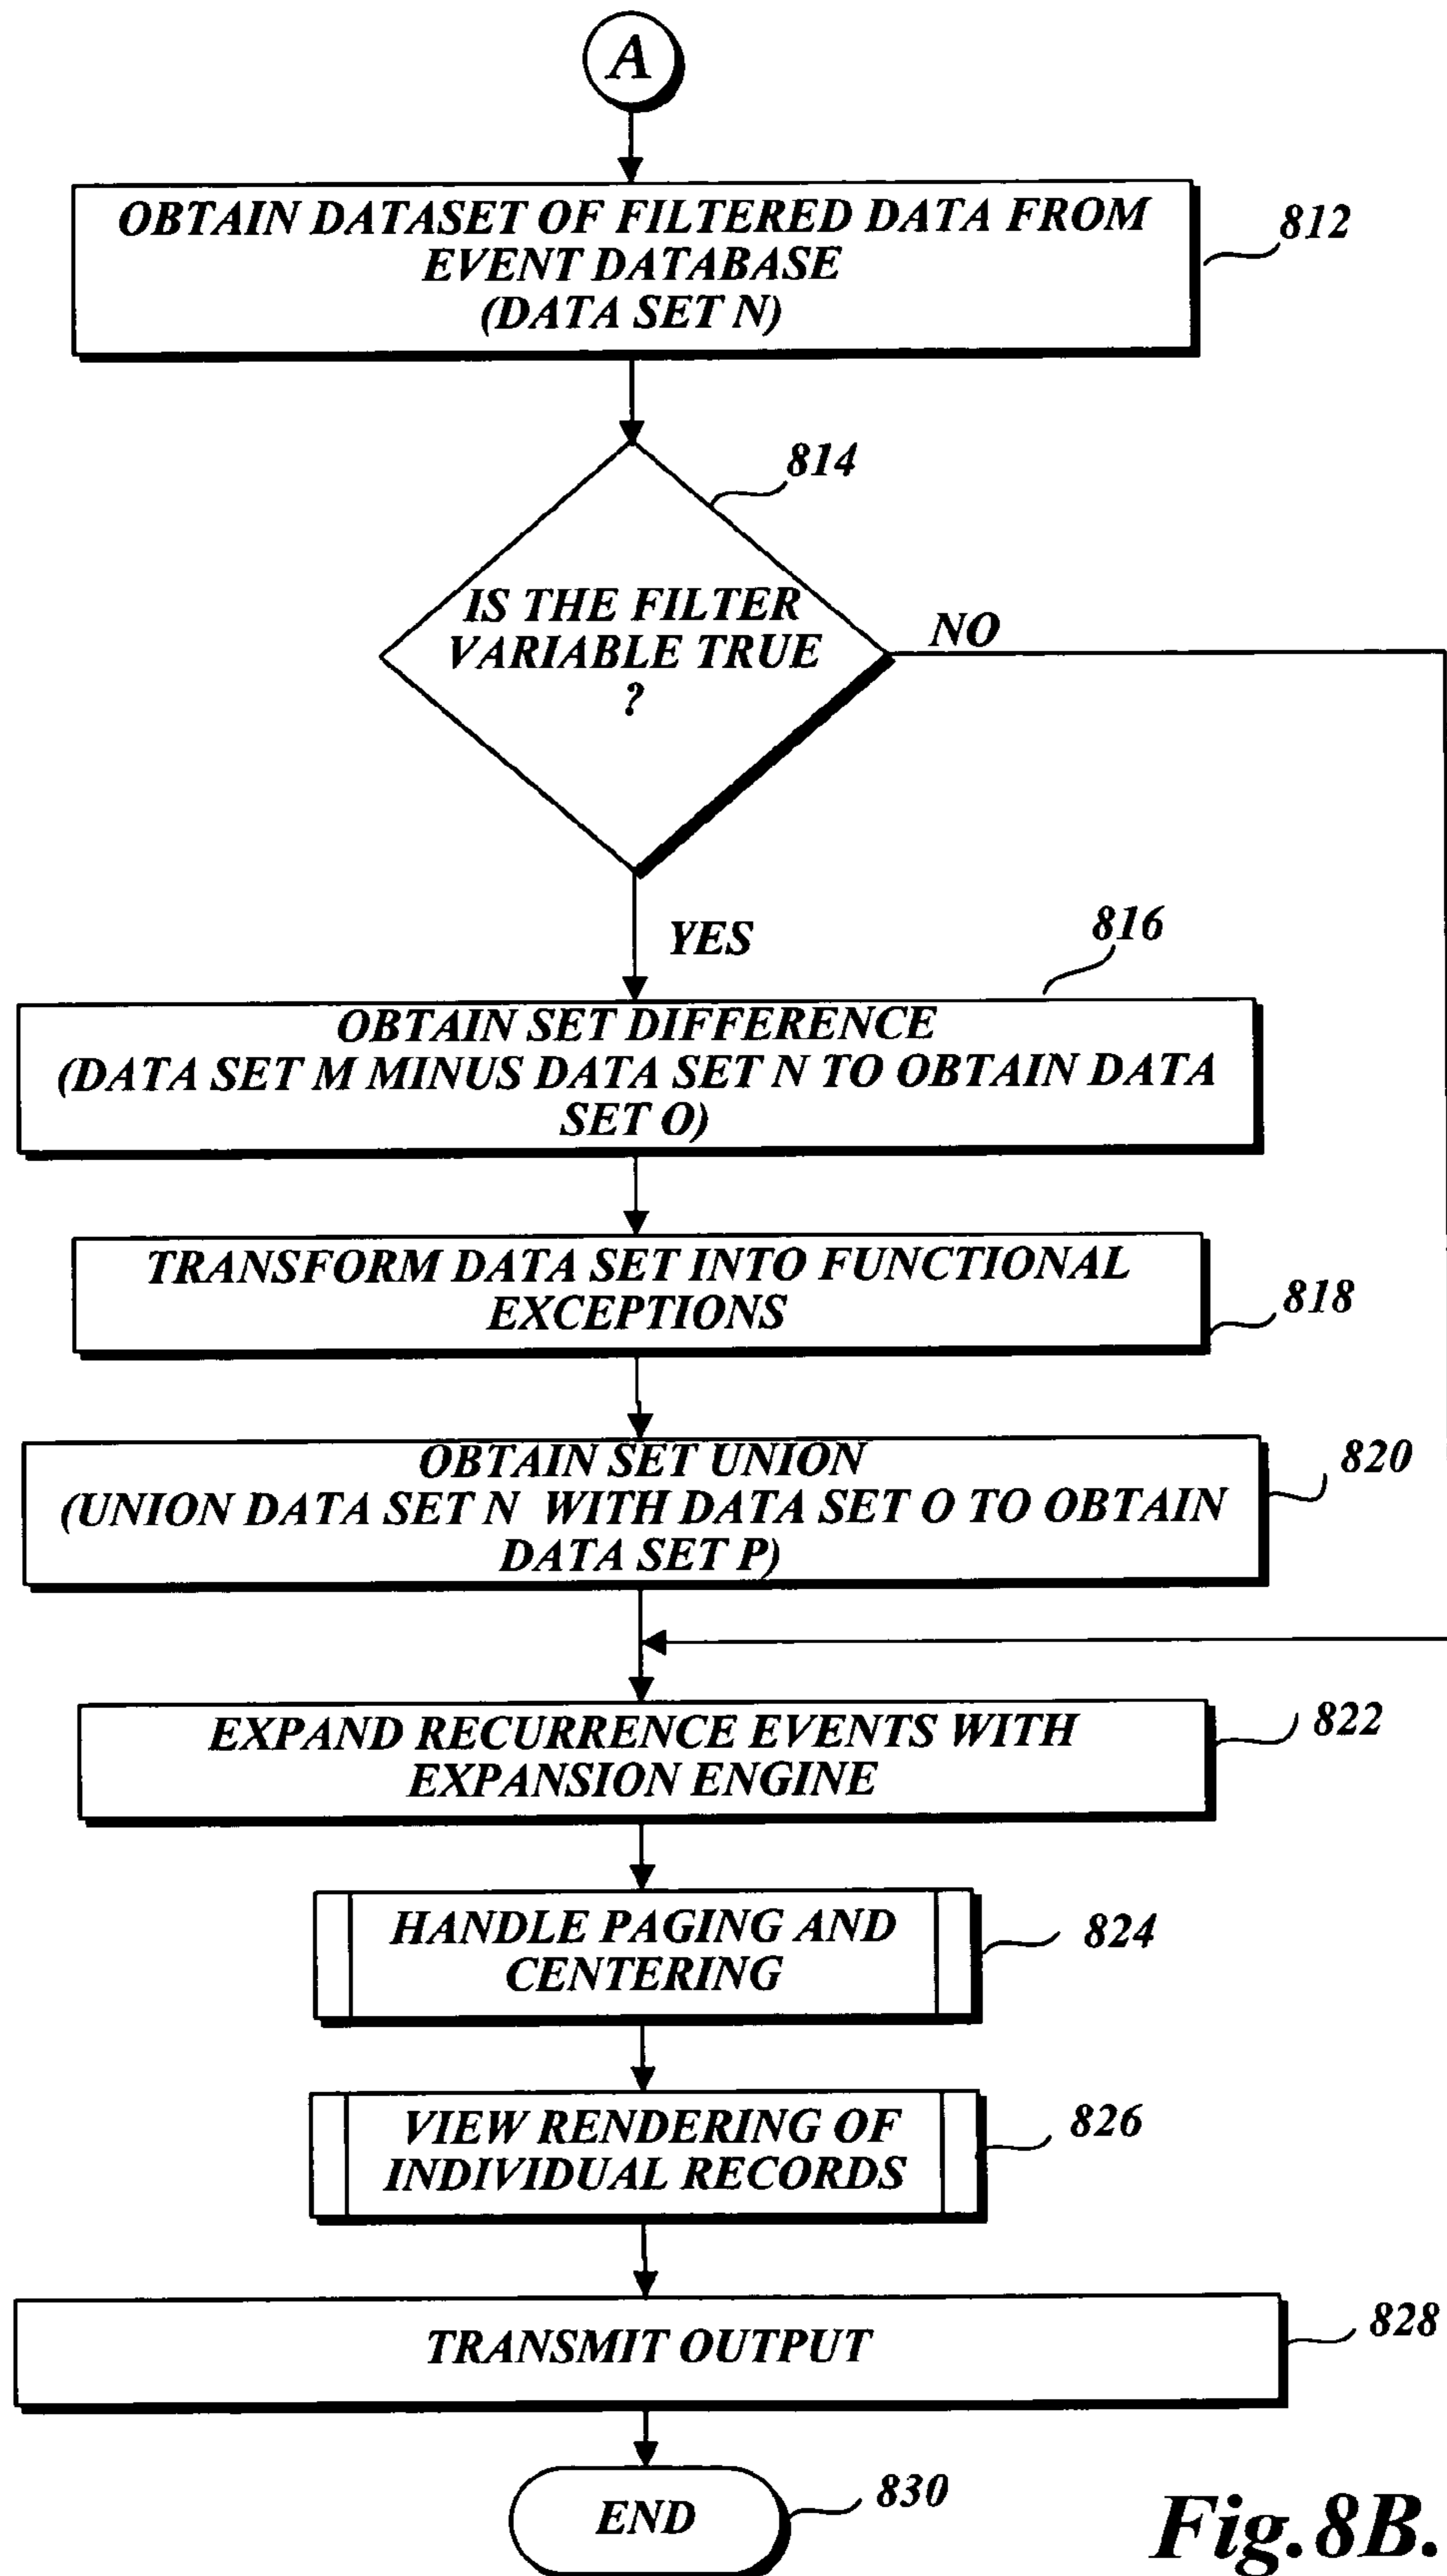 A
OBTAIN DATASET OF FILTERED DATA FROM
EVENT DATABASE
(DATA SET N)
812
814
IS THE FILTER
VARIABLE TRUE
?
NO
YES
816
OBTAIN SET DIFFERENCE
(DATA SET M MINUS DATA SET N TO OBTAIN DATA
SET O)
TRANSFORM DATA SET INTO FUNCTIONAL
EXCEPTIONS
818
OBTAIN SET UNION
(UNION DATA SET N WITH DATA SET O TO OBTAIN
DATA SET P)
820
EXPAND RECURRENCE EVENTS WITH
EXPANSION ENGINE
822
HANDLE PAGING AND
CENTERING
824
VIEW RENDERING OF
INDIVIDUAL RECORDS
826
TRANSMIT OUTPUT
828
END
830
Fig.8B.